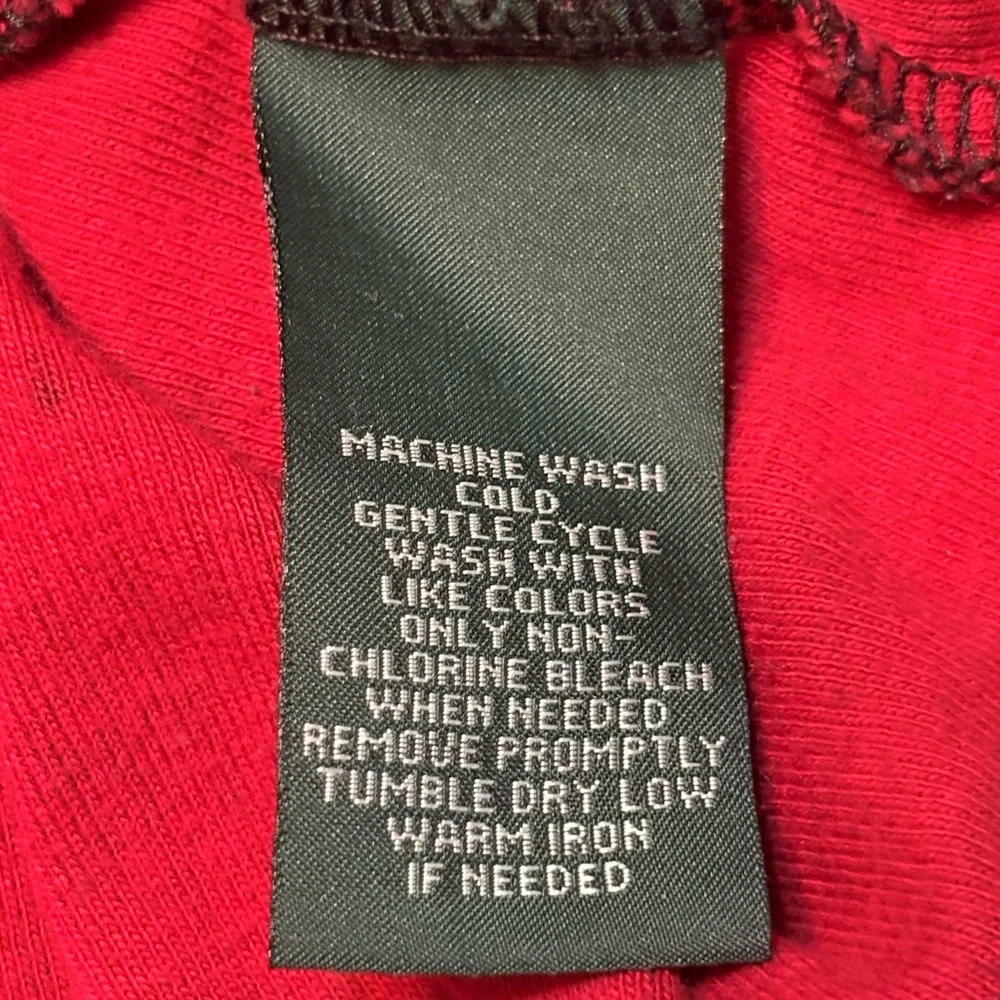 MACHINE WASH
COLD
GENTLE CYCLE
WASH WITH
LIKE COLORS
ONLY NON-
CHLORINE BLEACH
WHEN NEEDED
REMOVE PROMPTLY
TUMBLE DRY LOW
WARM IRON
IF NEEDED